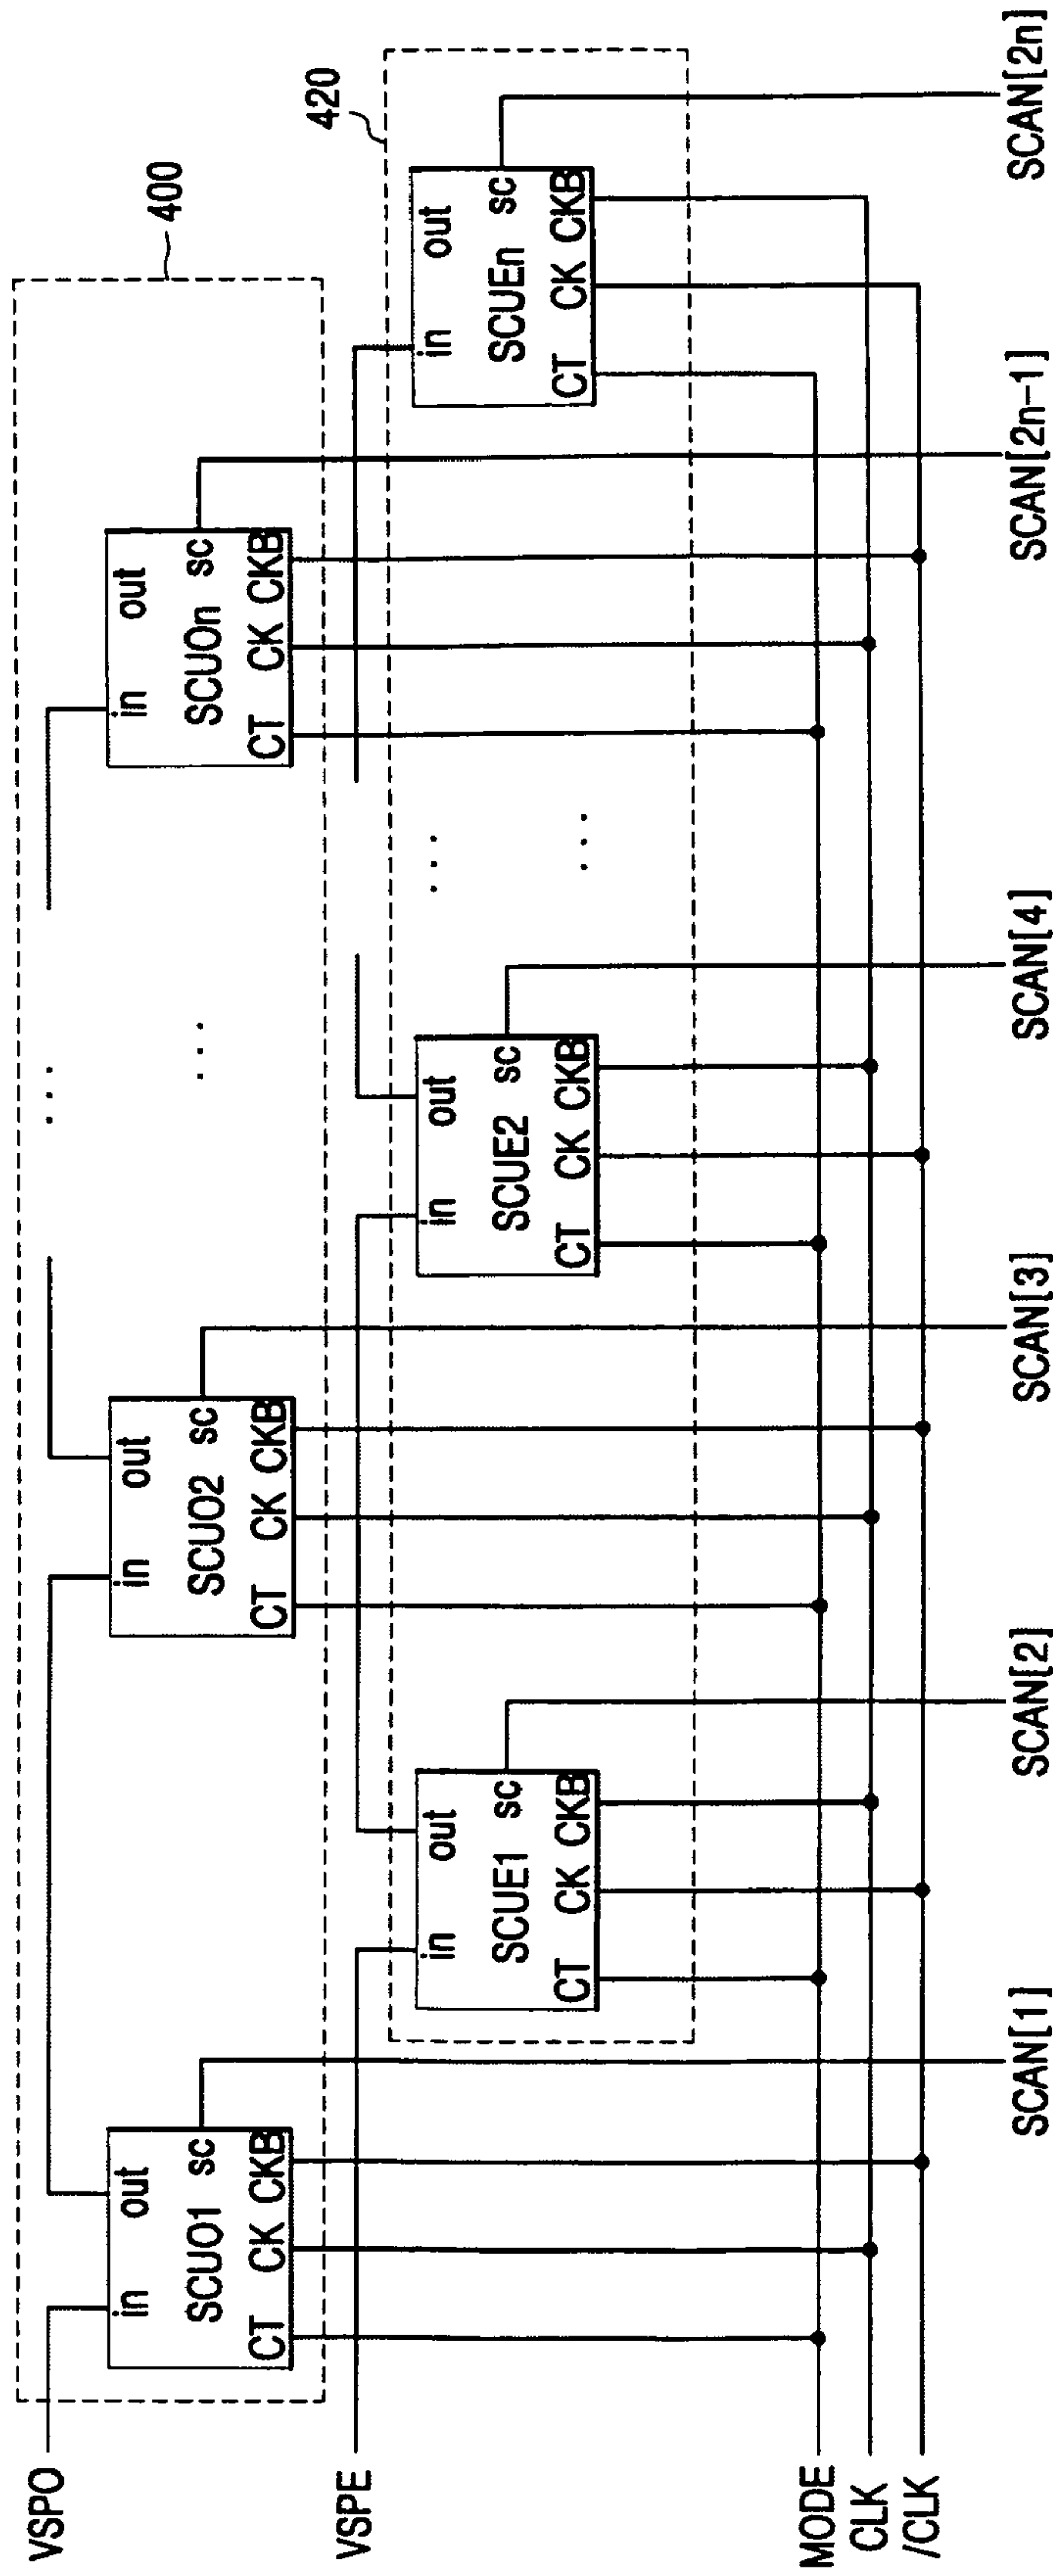 400
VSPO
in
out
SCUO1
sc
CT CK CKB
in
out
SCUO2
sc
CT CK CKB
...
...
in
out
SCUOn
sc
CT CK CKB
420
VSPE
in
out
SCUE1
sc
CT CK CKB
in
out
SCUE2
sc
CT CK CKB
...
...
in
out
SCUEn
sc
CT CK CKB
MODE
CLK
/CLK
SCAN[1]
SCAN[2]
SCAN[3]
SCAN[4]
SCAN[2n-1]
SCAN[2n]